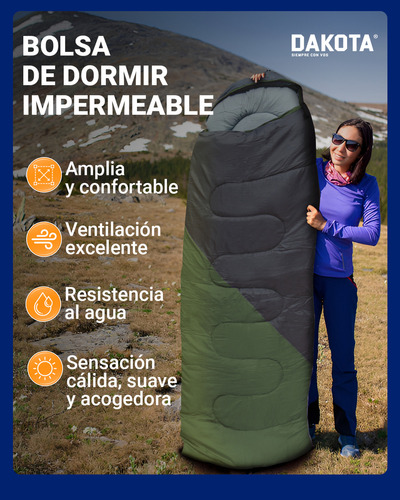 BOLSA
DE DORMIR
IMPERMEABLE
DAKOTA®
SIEMPRE CON VOS
Amplia
y confortable
Ventilación
excelente
Resistencia
al agua
Sensación
cálida, suave
y acogedora